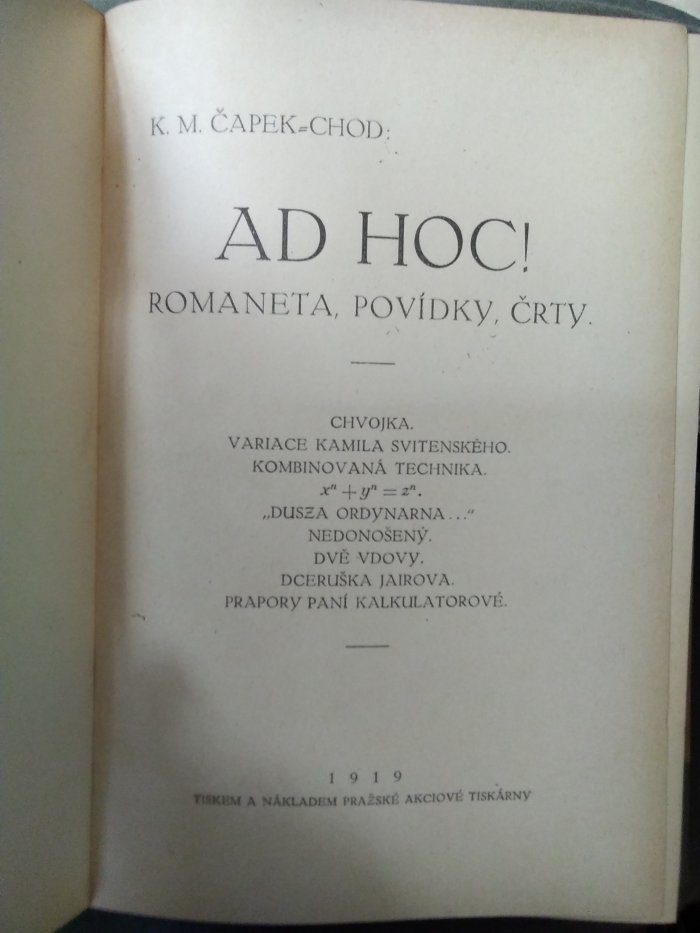 K. M. ČAPEK=CHOD:
AD HOC!
ROMANETA, POVÍDKY, ČRTY.
CHVOJKA.
VARIACE KAMILA SVITENSKÉHO.
KOMBINOVANÁ TECHNIKA.
xⁿ + yⁿ = zⁿ.
„DUSZA ORDYNARNA..."
NEDONOŠENÝ.
DVĚ VDOVY.
DCERUŠKA JAIROVA.
PRAPORY PANÍ KALKULATOROVÉ.
1919
TISKEM A NÁKLADEM PRAŽSKÉ AKCIOVÉ TISKÁRNY